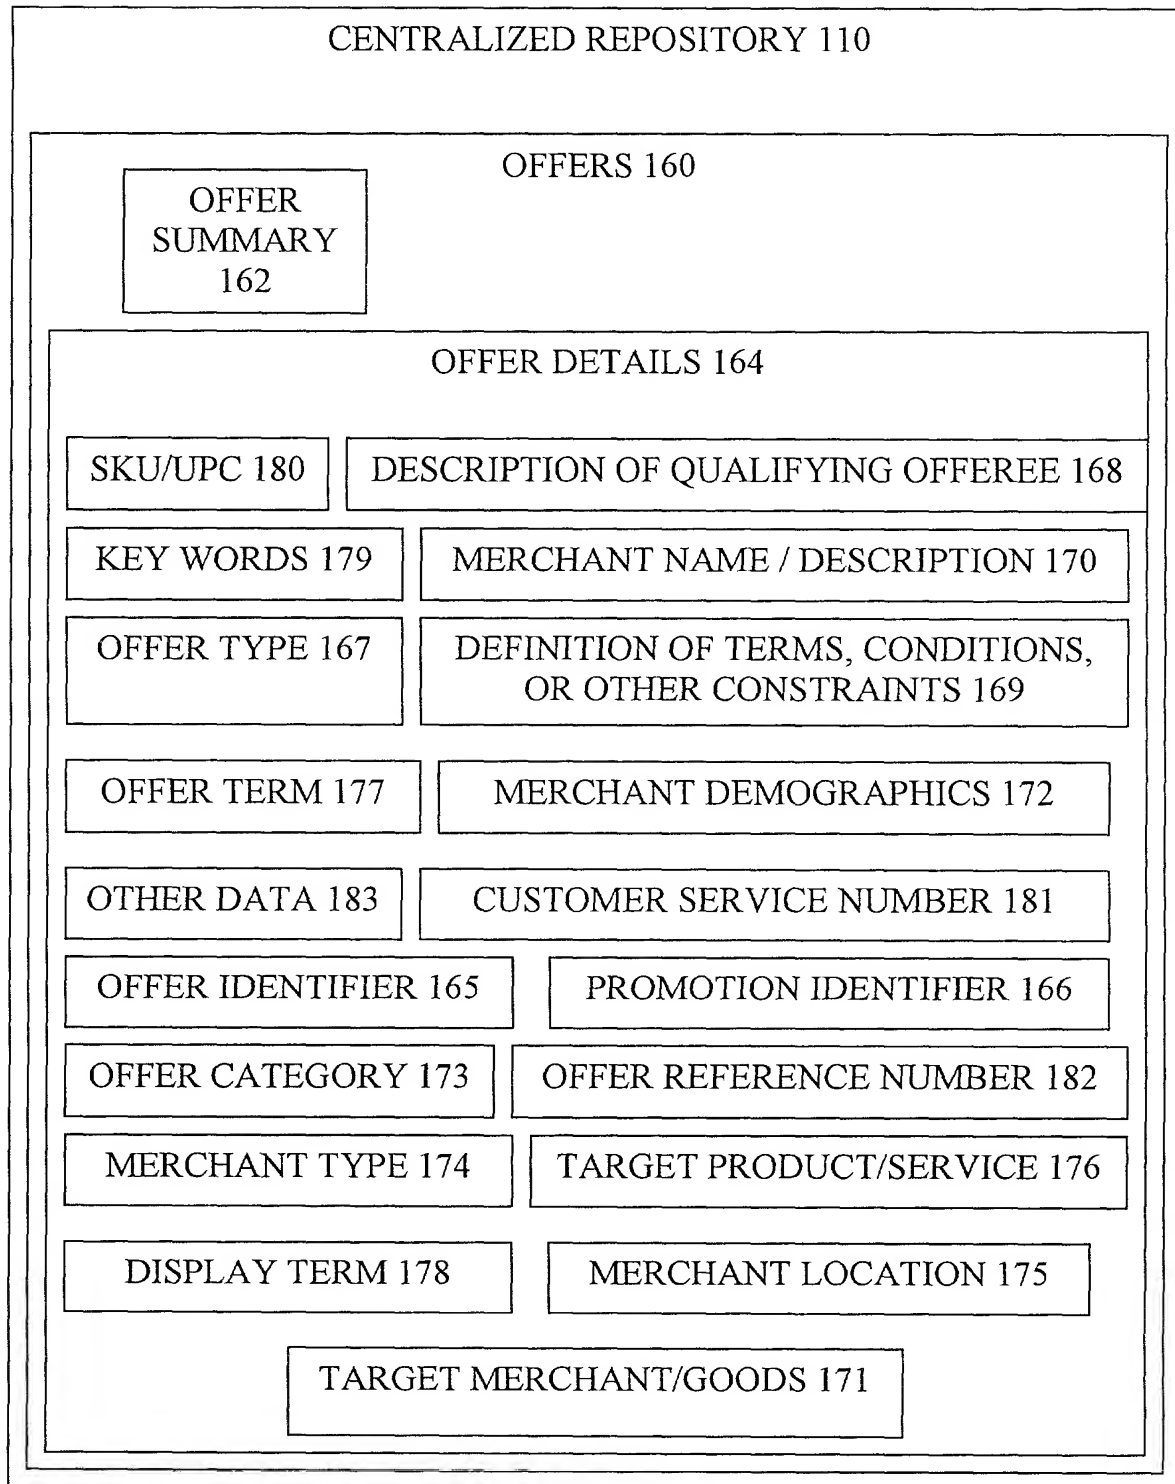 CENTRALIZED REPOSITORY 110
OFFERS 160
OFFER
SUMMARY
162
OFFER DETAILS 164
SKU/UPC 180
DESCRIPTION OF QUALIFYING OFFEREE 168
KEY WORDS 179
MERCHANT NAME / DESCRIPTION 170
OFFER TYPE 167
DEFINITION OF TERMS, CONDITIONS,
OR OTHER CONSTRAINTS 169
OFFER TERM 177
MERCHANT DEMOGRAPHICS 172
OTHER DATA 183
CUSTOMER SERVICE NUMBER 181
OFFER IDENTIFIER 165
PROMOTION IDENTIFIER 166
OFFER CATEGORY 173
OFFER REFERENCE NUMBER 182
MERCHANT TYPE 174
TARGET PRODUCT/SERVICE 176
DISPLAY TERM 178
MERCHANT LOCATION 175
TARGET MERCHANT/GOODS 171